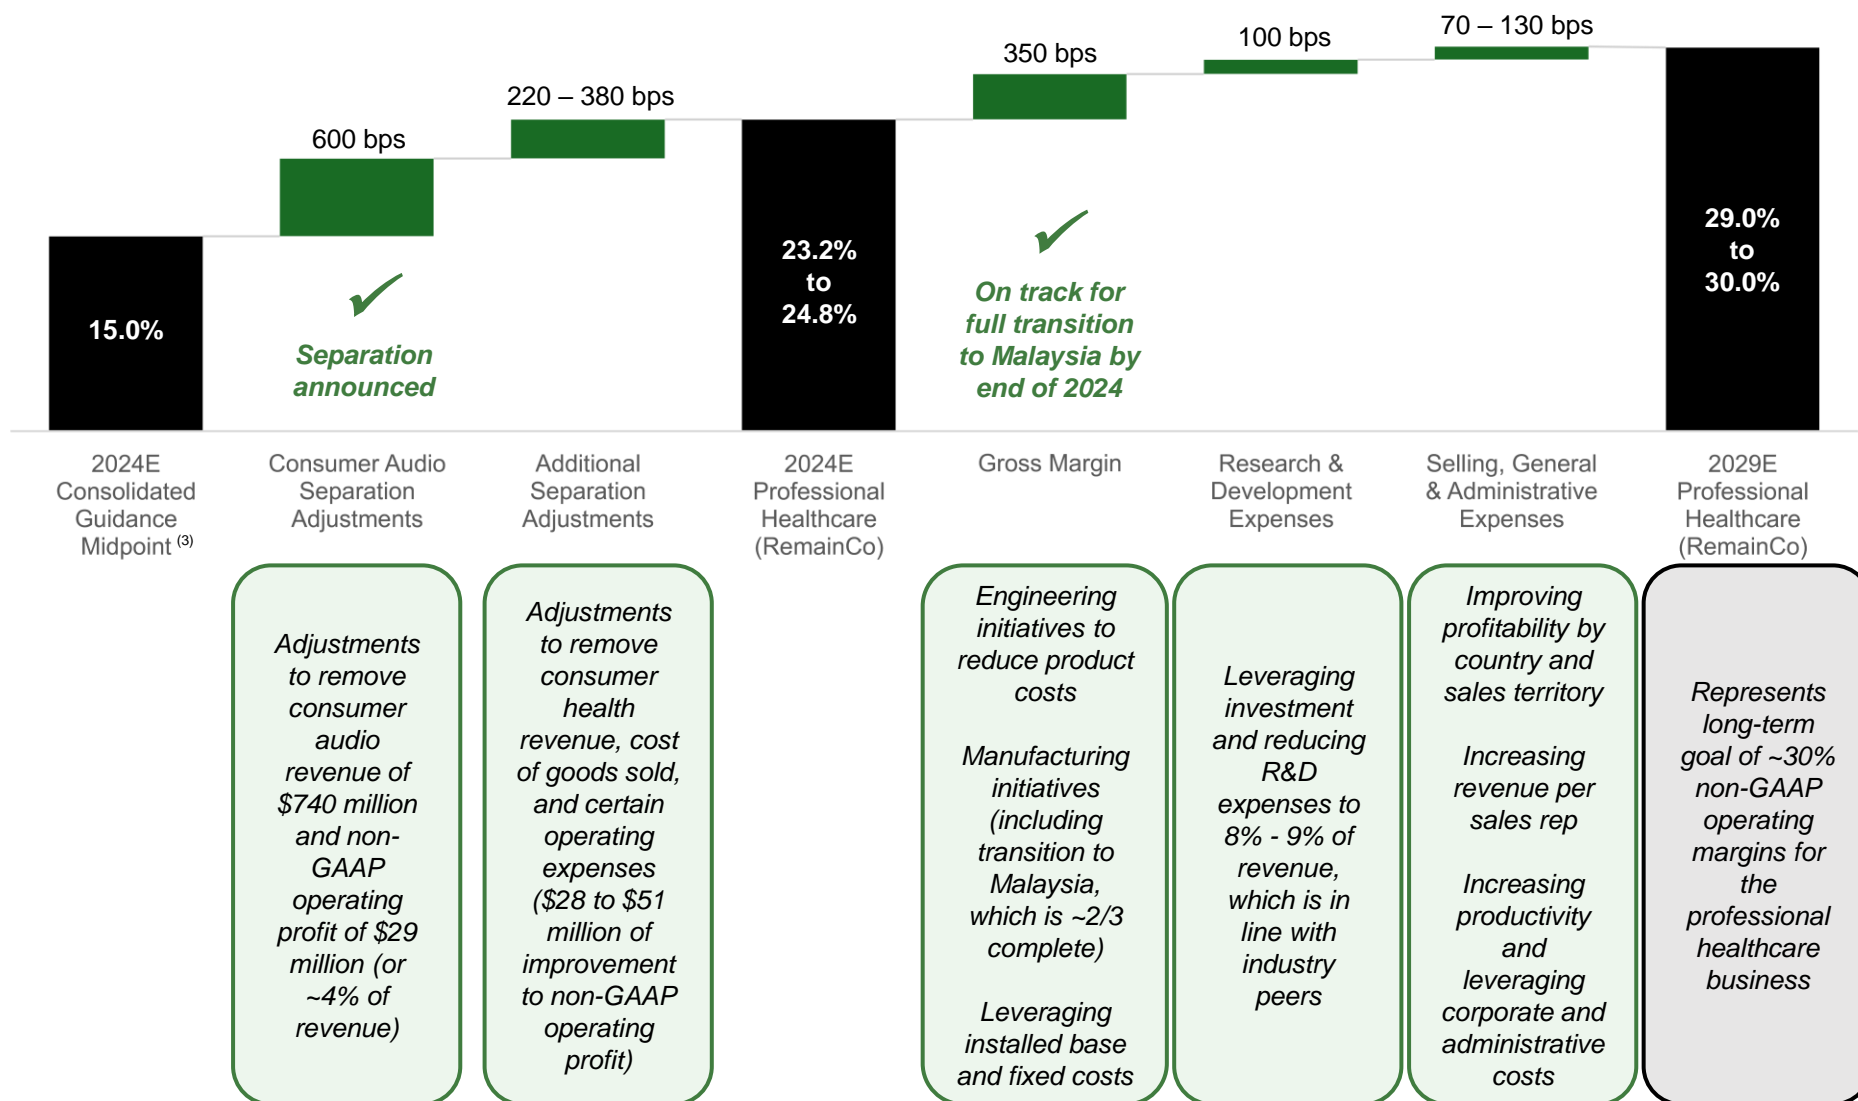 600 bps
220 – 380 bps
350 bps
100 bps
70 – 130 bps
15.0%
23.2%
to
24.8%
29.0%
to
30.0%
Separation
announced
On track for
full transition
to Malaysia by
end of 2024
2024E
Consolidated
Guidance
Midpoint (3)
Consumer Audio
Separation
Adjustments
Additional
Separation
Adjustments
2024E
Professional
Healthcare
(RemainCo)
Gross Margin
Research &
Development
Expenses
Selling, General
& Administrative
Expenses
2029E
Professional
Healthcare
(RemainCo)
Adjustments
to remove
consumer
audio
revenue of
$740 million
and non-
GAAP
operating
profit of $29
million (or
~4% of
revenue)
Adjustments
to remove
consumer
health
revenue, cost
of goods sold,
and certain
operating
expenses
($28 to $51
million of
improvement
to non-GAAP
operating
profit)
Engineering
initiatives to
reduce product
costs
Manufacturing
initiatives
(including
transition to
Malaysia,
which is ~2/3
complete)
Leveraging
installed base
and fixed costs
Leveraging
investment
and reducing
R&D
expenses to
8% - 9% of
revenue,
which is in
line with
industry
peers
Improving
profitability by
country and
sales territory
Increasing
revenue per
sales rep
Increasing
productivity
and
leveraging
corporate and
administrative
costs
Represents
long-term
goal of ~30%
non-GAAP
operating
margins for
the
professional
healthcare
business